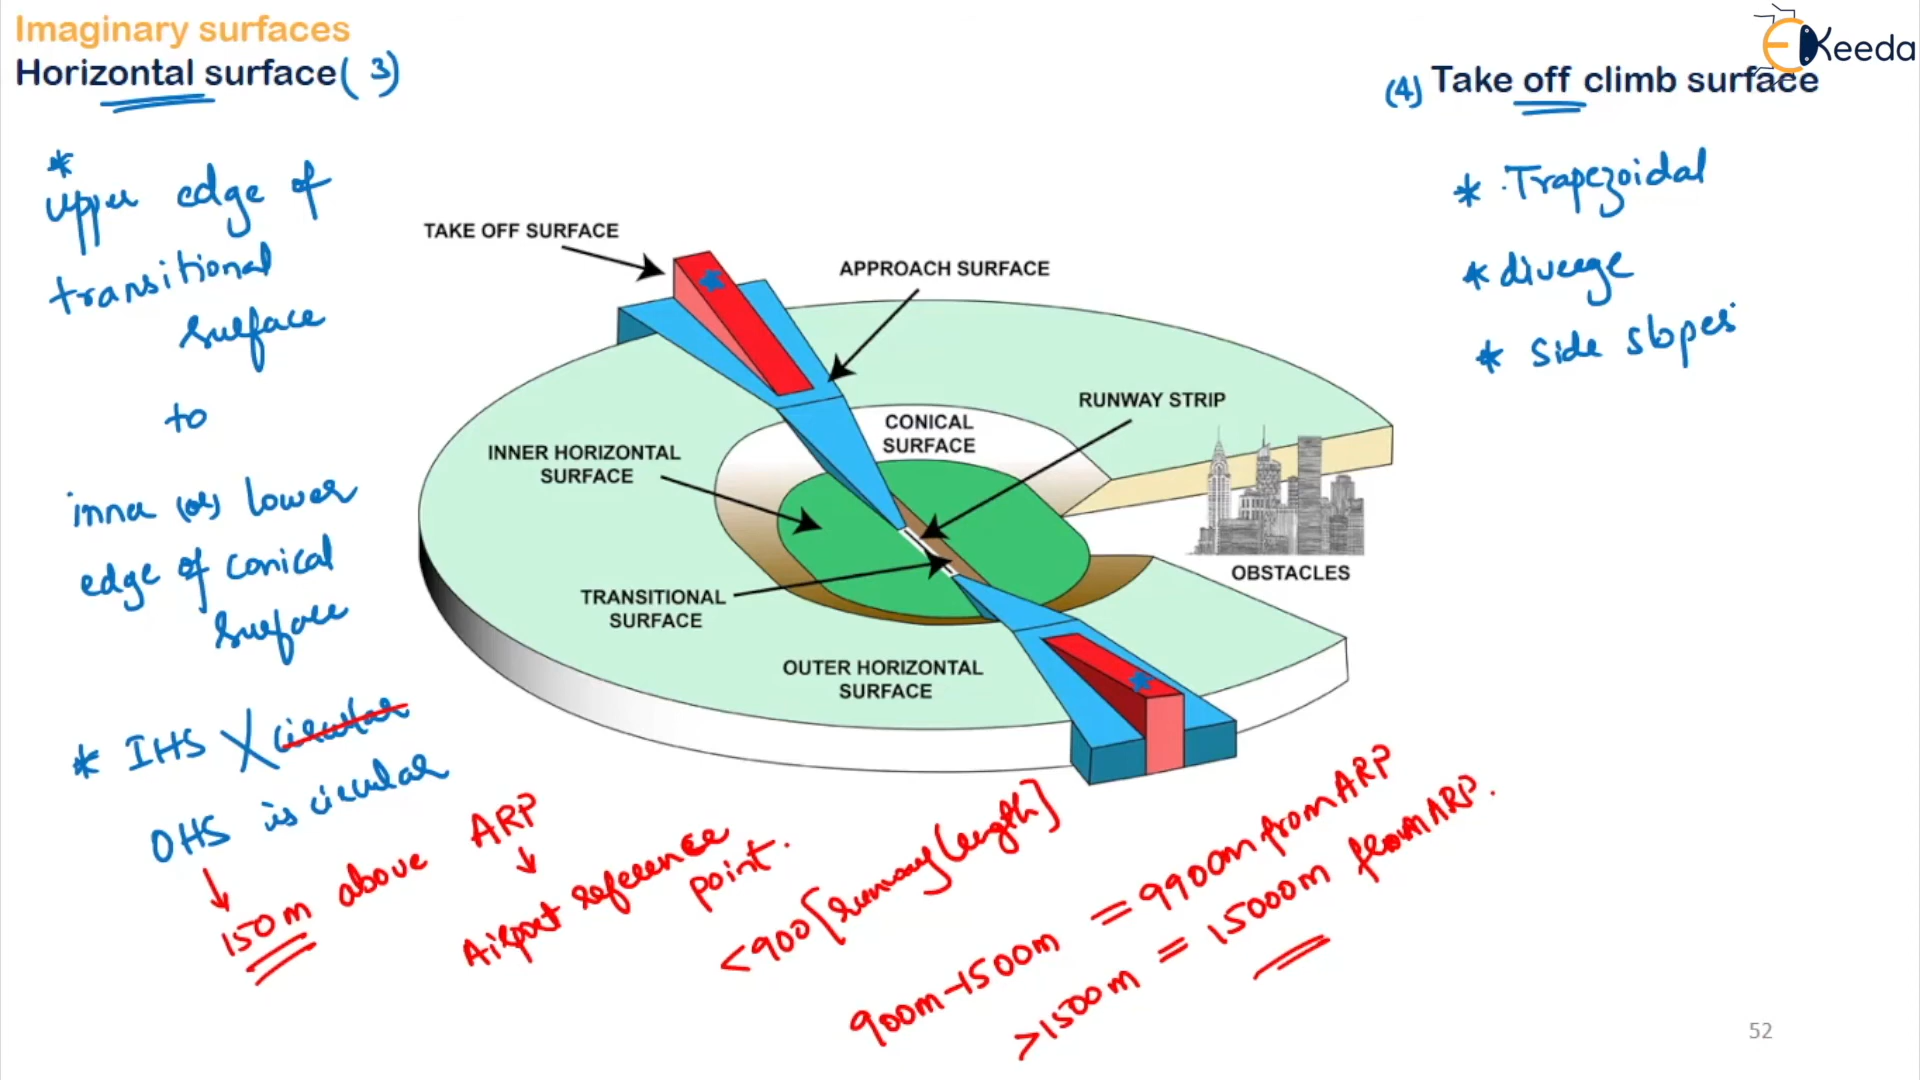 Imaginary surfaces
Horizontal surface (3)
* upper edge of
transitional
surface
to
inner (or) lower
edge of conical
surface
* IHS X circular
OHS is circular
150m above ARP
Airport reference
point.
TAKE OFF SURFACE
APPROACH SURFACE
RUNWAY STRIP
CONICAL
SURFACE
INNER HORIZONTAL
SURFACE
TRANSITIONAL
SURFACE
OBSTACLES
OUTER HORIZONTAL
SURFACE
<900 [runway length]
900m-1500m = 9900m from ARP
>1500m = 15000m from ARP.
EKeeda
(4) Take off climb surface
* Trapezoidal
* diverge
* side slopes
52